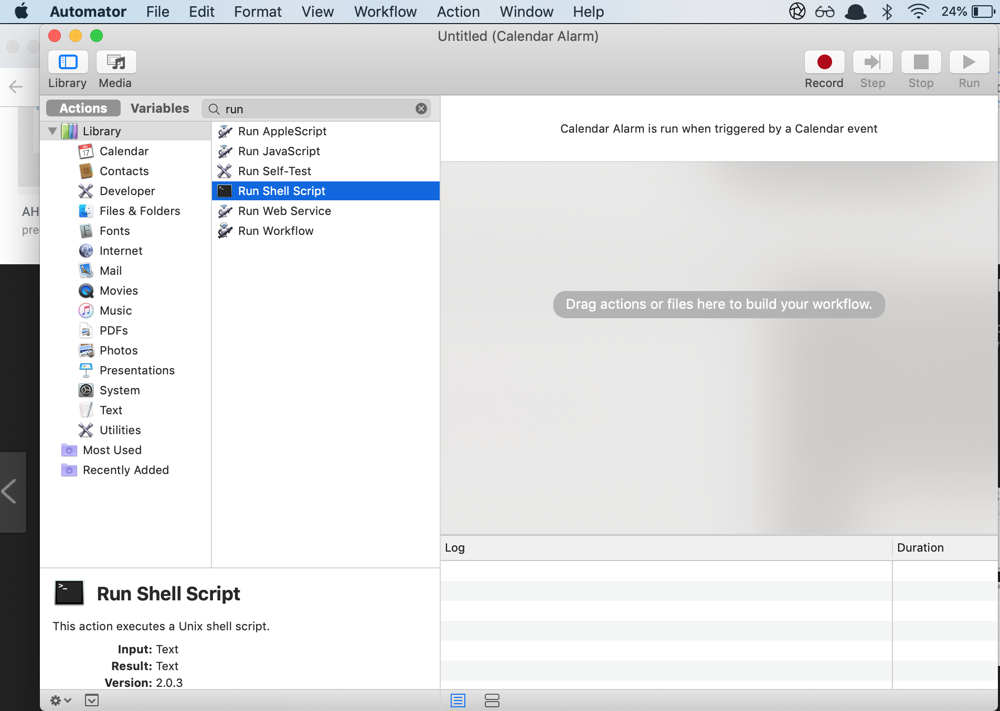 Automator File Edit Format View Workflow Action Window Help 24%
Untitled (Calendar Alarm)
Library Media Record Step Stop Run
Actions Variables run
Calendar Alarm is run when triggered by a Calendar event
Library
Calendar
Contacts
Developer
Files & Folders
Fonts
Internet
Mail
Movies
Music
PDFs
Photos
Presentations
System
Text
Utilities
Most Used
Recently Added
Run AppleScript
Run JavaScript
Run Self-Test
Run Shell Script
Run Web Service
Run Workflow
Drag actions or files here to build your workflow.
Log Duration
Run Shell Script
This action executes a Unix shell script.
Input: Text
Result: Text
Version: 2.0.3
AH
pre